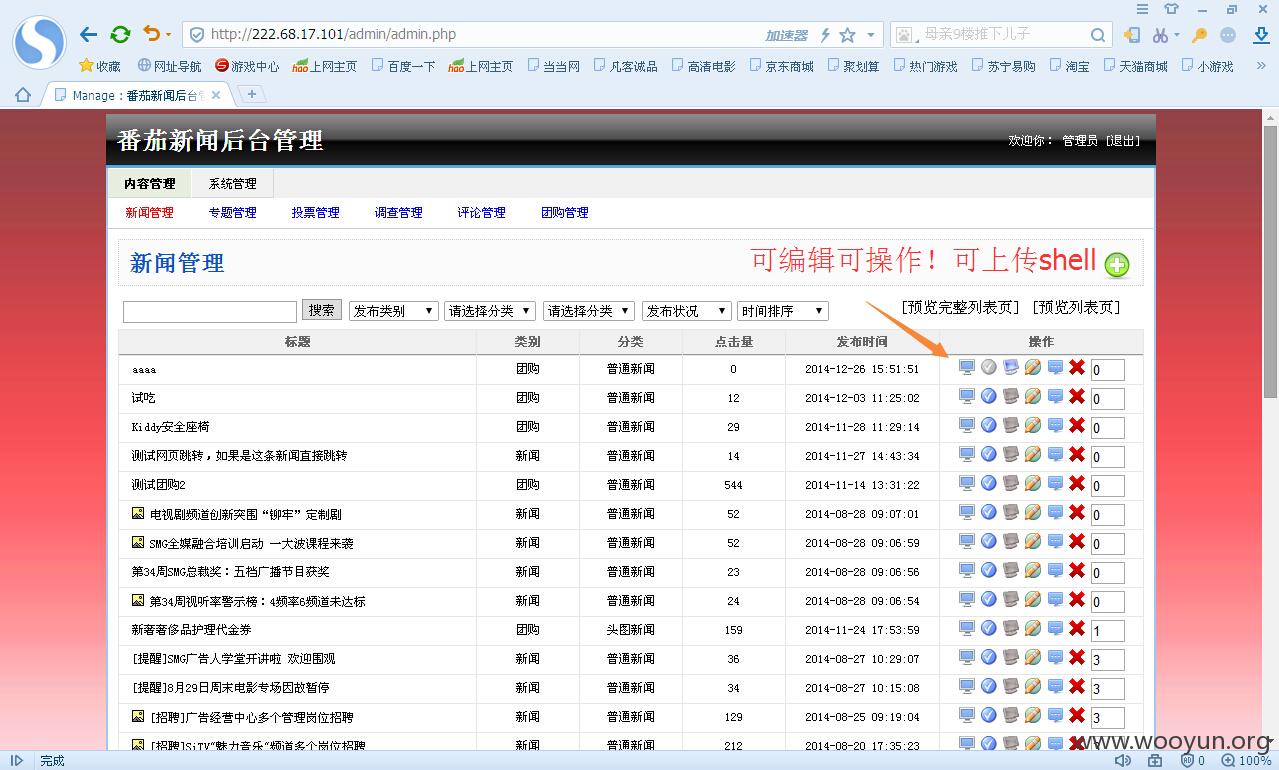 http://222.68.17.101/admin/admin.php 加速器 母亲9楼推下儿子
收藏 网址导航 游戏中心 hao 上网主页 百度一下 hao 上网主页 当当网 凡客诚品 高清电影 京东商城 聚划算 热门游戏 苏宁易购 淘宝 天猫商城 小游戏 »
Manage：番茄新闻后台
番茄新闻后台管理
欢迎你： 管理员 [退出]
内容管理 系统管理
新闻管理 专题管理 投票管理 调查管理 评论管理 团购管理
新闻管理 可编辑可操作！可上传shell
搜索 发布类别 请选择分类 请选择分类 发布状况 时间排序 [预览完整列表页] [预览列表页]
标题 类别 分类 点击量 发布时间 操作
aaaa 团购 普通新闻 0 2014-12-26 15:51:51 0
试吃 团购 普通新闻 12 2014-12-03 11:25:02 0
Kiddy安全座椅 团购 普通新闻 29 2014-11-28 11:29:14 0
测试网页跳转，如果是这条新闻直接跳转 新闻 普通新闻 14 2014-11-27 14:43:34 0
测试团购2 团购 普通新闻 544 2014-11-14 13:31:22 0
电视剧频道创新突围“铆牢”定制剧 新闻 普通新闻 52 2014-08-28 09:07:01 0
SMG全媒融合培训启动 一大波课程来袭 新闻 普通新闻 52 2014-08-28 09:06:59 0
第34周SMG总裁奖：五档广播节目获奖 新闻 普通新闻 23 2014-08-28 09:06:56 0
第34周视听率警示榜：4频率6频道未达标 新闻 普通新闻 24 2014-08-28 09:06:54 0
新奢奢侈品护理代金券 团购 头图新闻 159 2014-11-24 17:53:59 1
[提醒]SMG广告人学堂开讲啦 欢迎围观 新闻 普通新闻 36 2014-08-27 10:29:07 3
[提醒]8月29日周末电影专场因故暂停 新闻 普通新闻 34 2014-08-27 10:15:08 3
[招聘]广告经营中心多个管理岗位招聘 新闻 普通新闻 129 2014-08-25 09:19:04 3
[招聘]SiTV“魅力音乐”频道多个岗位招聘 新闻 普通新闻 212 2014-08-20 17:35:23
www.wooyun.org
完成 0 100%